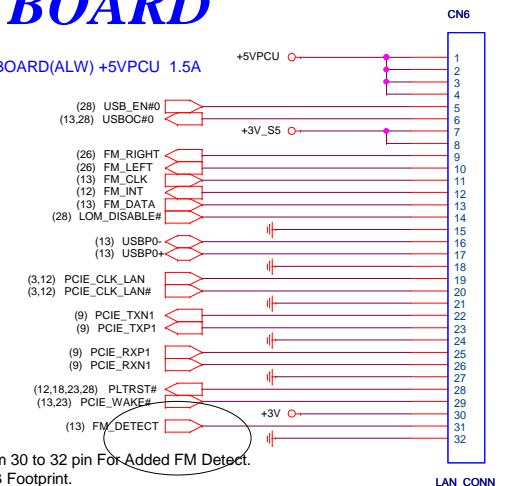 BOARD
CN6
BOARD(ALW) +5VPCU 1.5A
+5VPCU
1
2
3
4
(28) USB_EN#0 5
(13,28) USBOC#0 6
+3V_S5 7
8
(26) FM_RIGHT 9
(26) FM_LEFT 10
(13) FM_CLK 11
(12) FM_INT 12
(13) FM_DATA 13
(28) LOM_DISABLE# 14
15
(13) USBP0- 16
(13) USBP0+ 17
18
(3,12) PCIE_CLK_LAN 19
(3,12) PCIE_CLK_LAN# 20
21
(9) PCIE_TXN1 22
(9) PCIE_TXP1 23
24
(9) PCIE_RXP1 25
(9) PCIE_RXN1 26
27
(12,18,23,28) PLTRST# 28
(13,23) PCIE_WAKE# 29
+3V 30
(13) FM_DETECT 31
32
30 to 32 pin For Added FM Detect.
Footprint.
LAN CONN